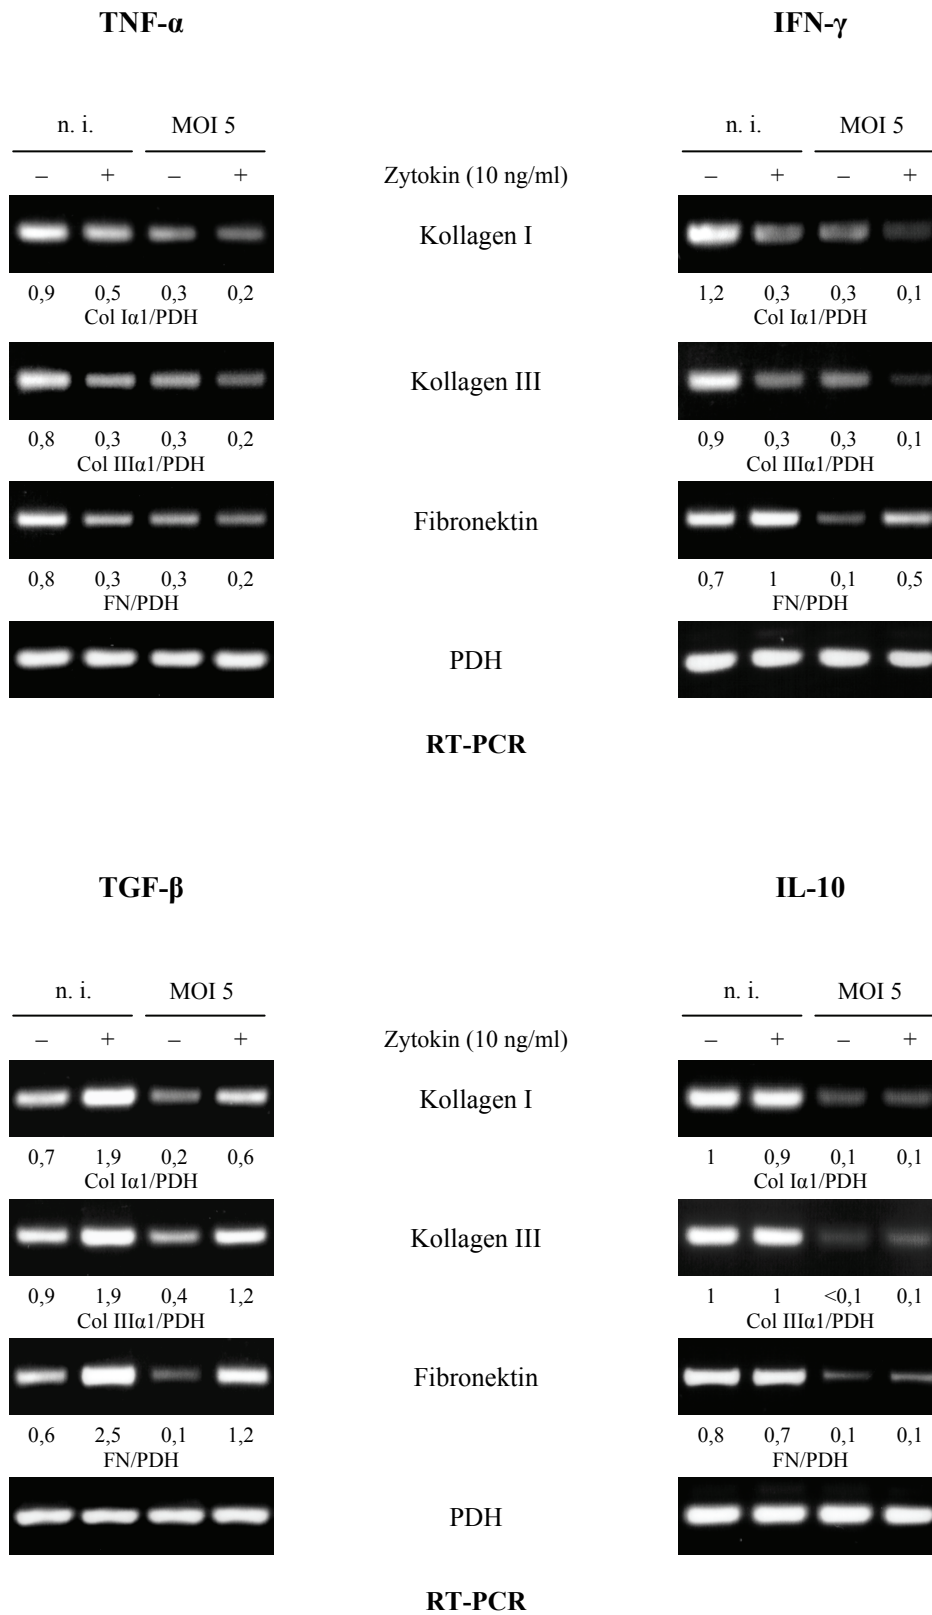 TNF-α IFN-γ
n. i. MOI 5 n. i. MOI 5
– + – + Zytokin (10 ng/ml) – + – +
Kollagen I
0,9 0,5 0,3 0,2 1,2 0,3 0,3 0,1
Col Iα1/PDH Col Iα1/PDH
Kollagen III
0,8 0,3 0,3 0,2 0,9 0,3 0,3 0,1
Col IIIα1/PDH Col IIIα1/PDH
Fibronektin
0,8 0,3 0,3 0,2 0,7 1 0,1 0,5
FN/PDH FN/PDH
PDH
RT-PCR
TGF-β IL-10
n. i. MOI 5 n. i. MOI 5
– + – + Zytokin (10 ng/ml) – + – +
Kollagen I
0,7 1,9 0,2 0,6 1 0,9 0,1 0,1
Col Iα1/PDH Col Iα1/PDH
Kollagen III
0,9 1,9 0,4 1,2 1 1 <0,1 0,1
Col IIIα1/PDH Col IIIα1/PDH
Fibronektin
0,6 2,5 0,1 1,2 0,8 0,7 0,1 0,1
FN/PDH FN/PDH
PDH
RT-PCR